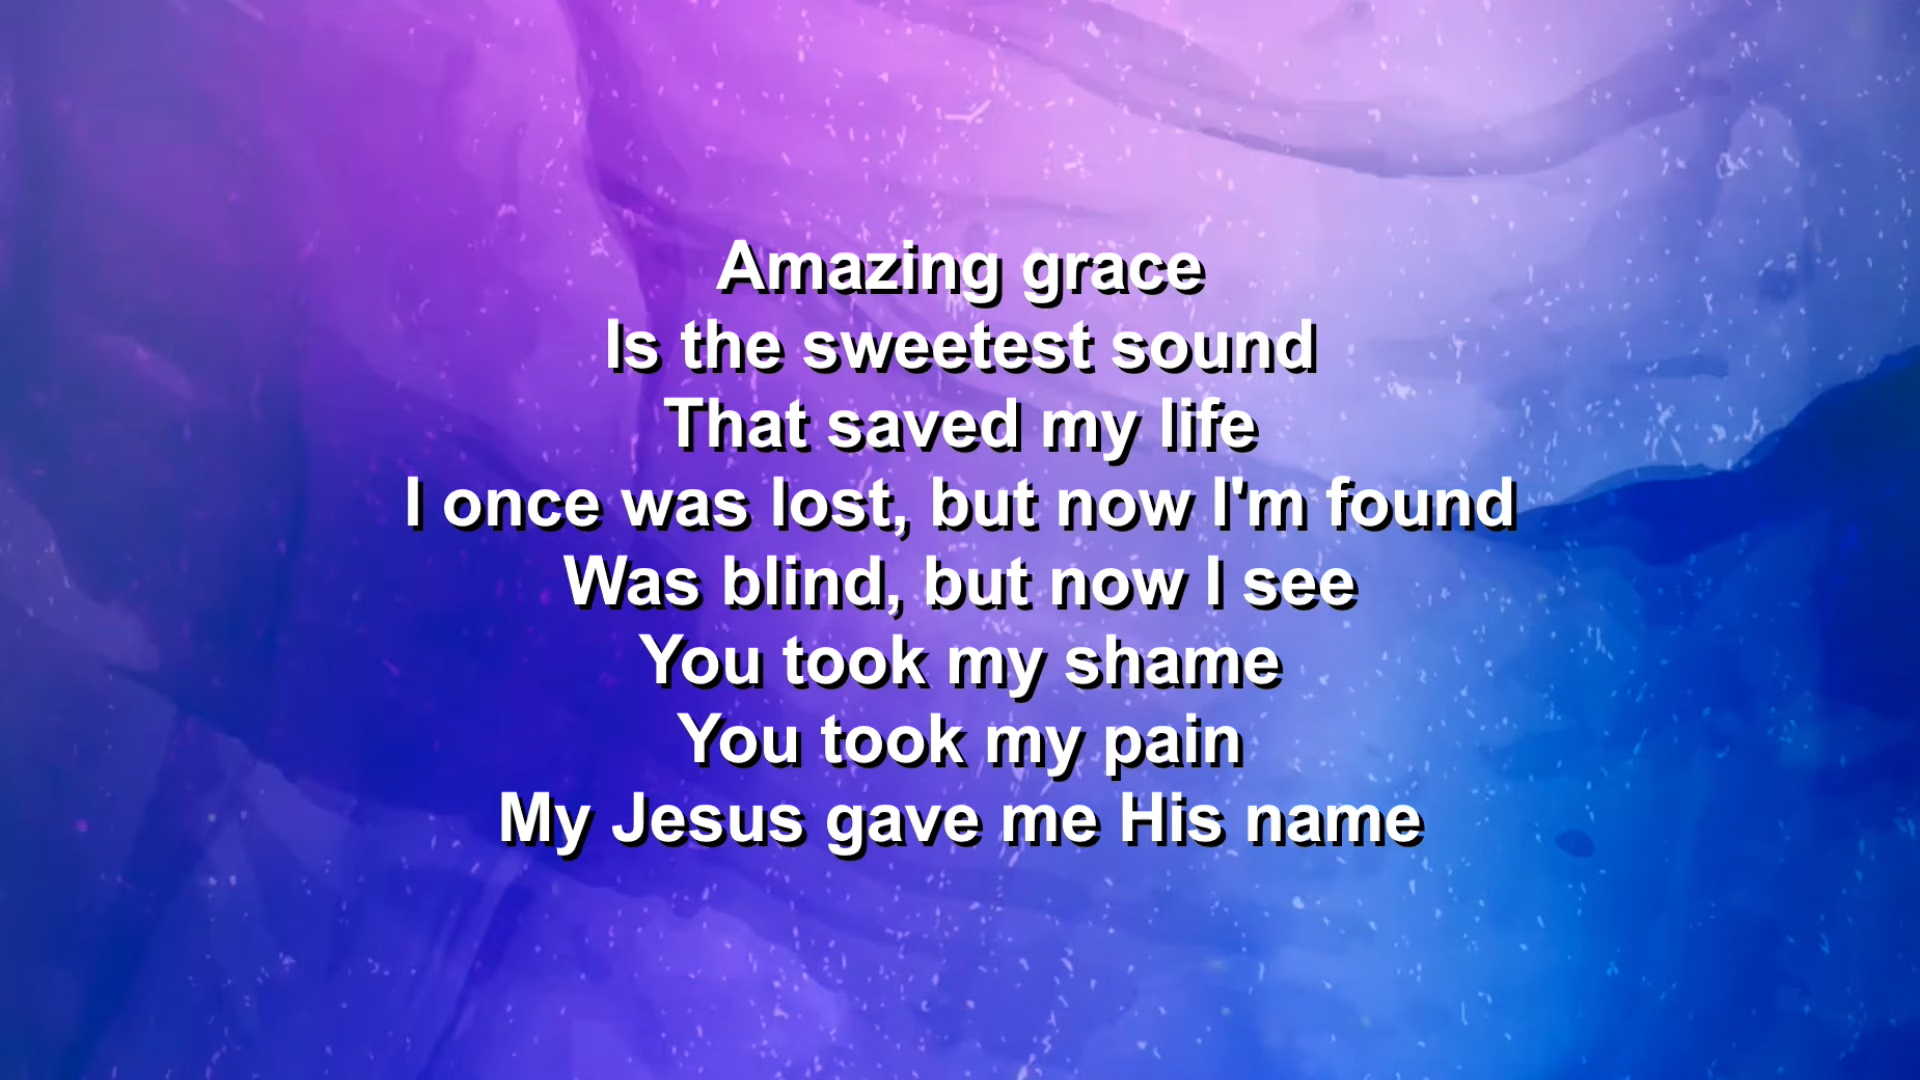 Amazing grace
Is the sweetest sound
That saved my life
I once was lost, but now I'm found
Was blind, but now I see
You took my shame
You took my pain
My Jesus gave me His name